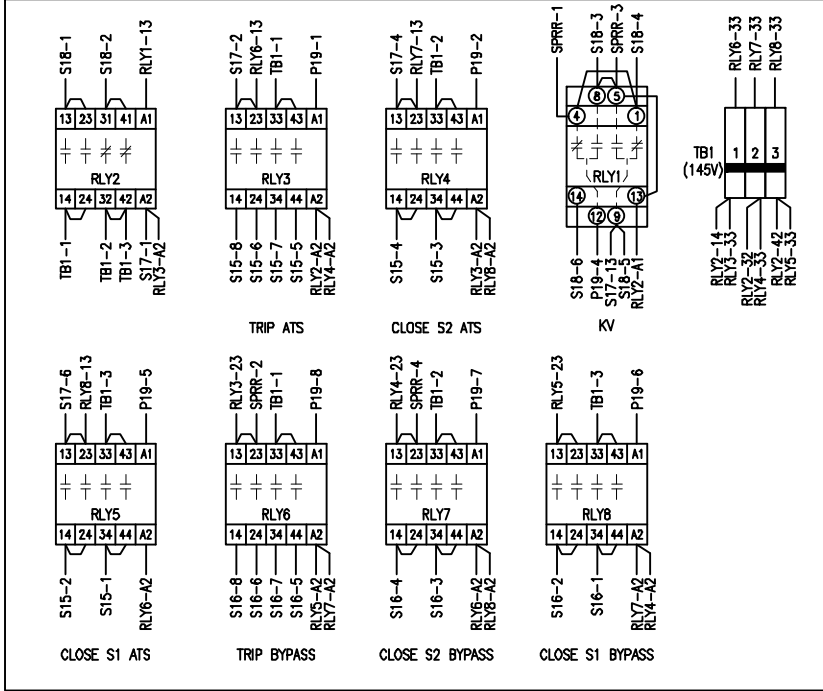 S18-1
S18-2
RLY1-13
13 23 31 41 A1
RLY2
14 24 32 42 A2
TB1-1
TB1-2
TB1-3
S17-1
RLY3-A2
S17-2
RLY6-13
TB1-1
P19-1
13 23 33 43 A1
RLY3
14 24 34 44 A2
S15-8
S15-6
S15-7
S15-5
RLY2-A2
RLY4-A2
TRIP ATS
S17-4
RLY7-13
TB1-2
P19-2
13 23 33 43 A1
RLY4
14 24 34 44 A2
S15-4
S15-3
RLY3-A2
RLY8-A2
CLOSE S2 ATS
SPRR-1
S18-3
SPRR-3
S18-4
8 5
4 1
RLY1
14 13
12 9
S18-6
P19-4
S17-13
S18-5
RLY2-A1
KV
RLY6-33
RLY7-33
RLY8-33
TB1
(145V)
1 2 3
RLY2-14
RLY3-33
RLY2-32
RLY4-33
RLY2-42
RLY5-33
S17-6
RLY8-13
TB1-3
P19-5
13 23 33 43 A1
RLY5
14 24 34 44 A2
S15-2
S15-1
RLY6-A2
CLOSE S1 ATS
RLY3-23
SPRR-2
TB1-1
P19-8
13 23 33 43 A1
RLY6
14 24 34 44 A2
S16-8
S16-6
S16-7
S16-5
RLY5-A2
RLY7-A2
TRIP BYPASS
RLY4-23
SPRR-4
TB1-2
P19-7
13 23 33 43 A1
RLY7
14 24 34 44 A2
S16-4
S16-3
RLY6-A2
RLY8-A2
CLOSE S2 BYPASS
RLY5-23
TB1-3
P19-6
13 23 33 43 A1
RLY8
14 24 34 44 A2
S16-2
S16-1
RLY7-A2
RLY4-A2
CLOSE S1 BYPASS